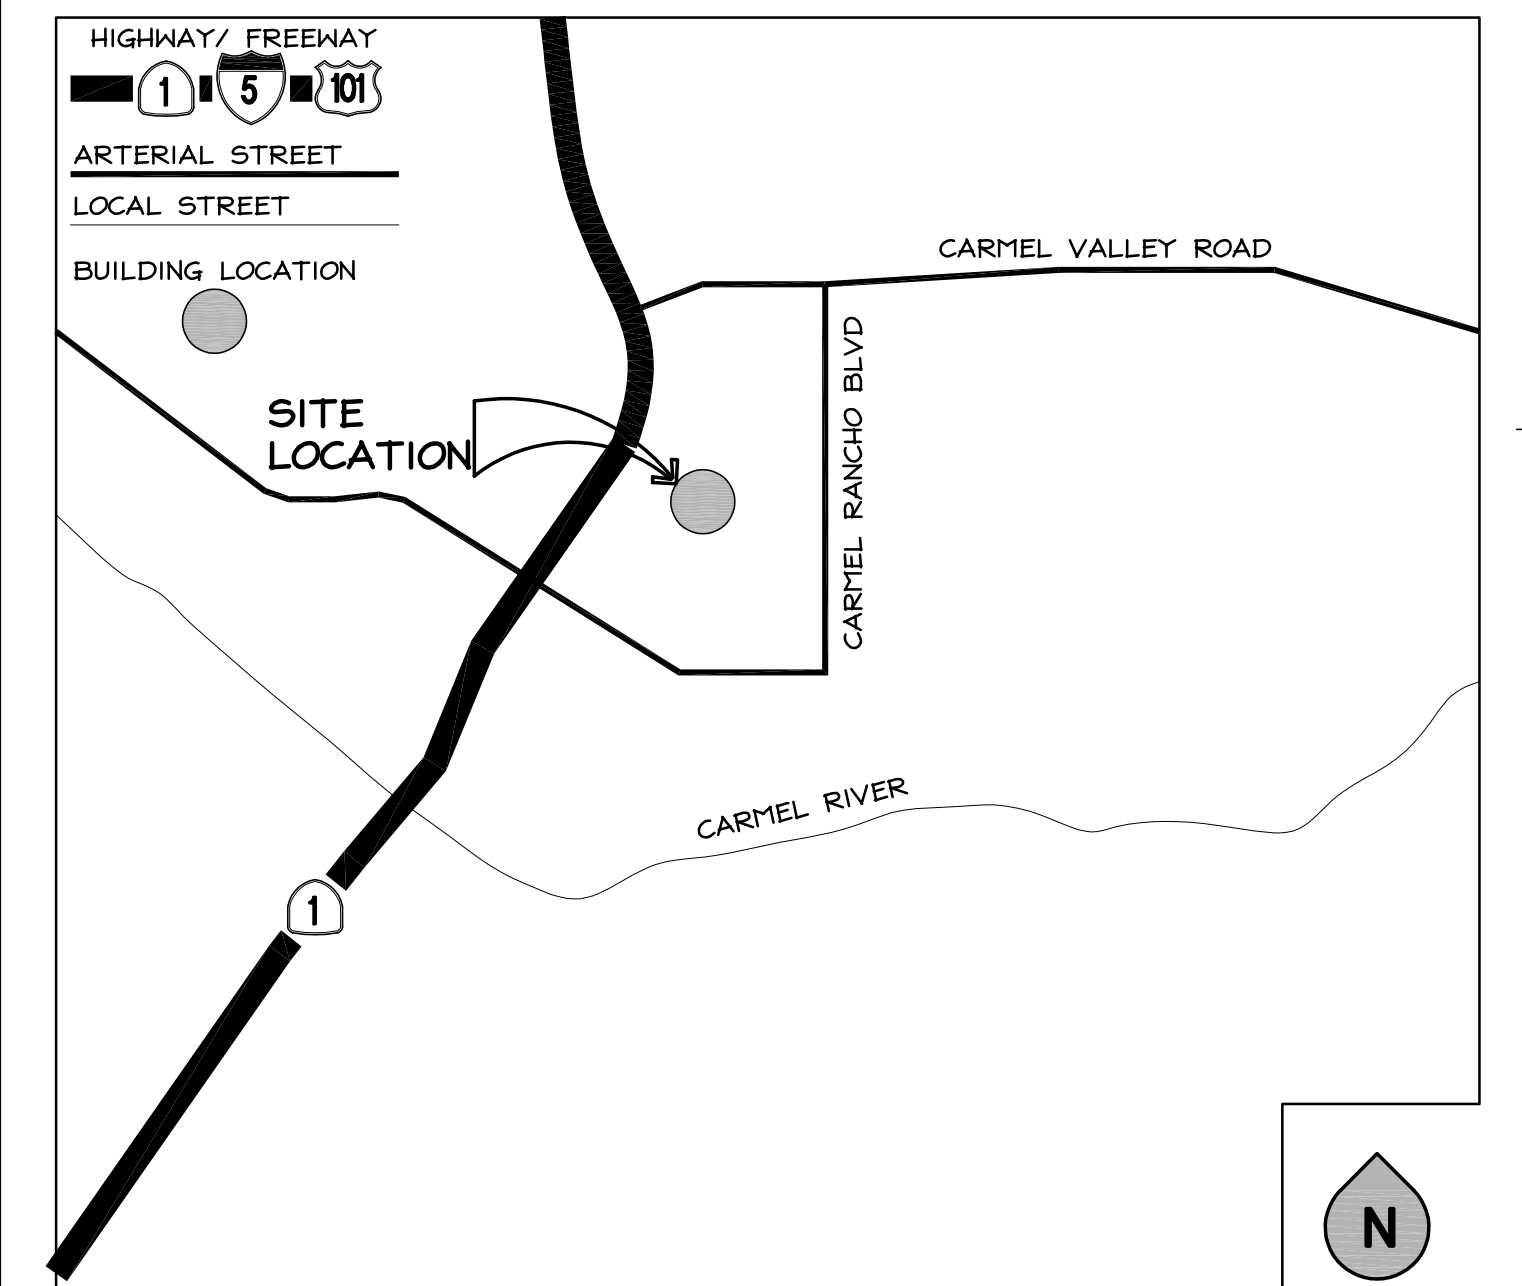 HIGHWAY/ FREEWAY
1 5 101
ARTERIAL STREET
LOCAL STREET
BUILDING LOCATION
CARMEL VALLEY ROAD
CARMEL RANCHO BLVD
SITE
LOCATION
CARMEL RIVER
1
N